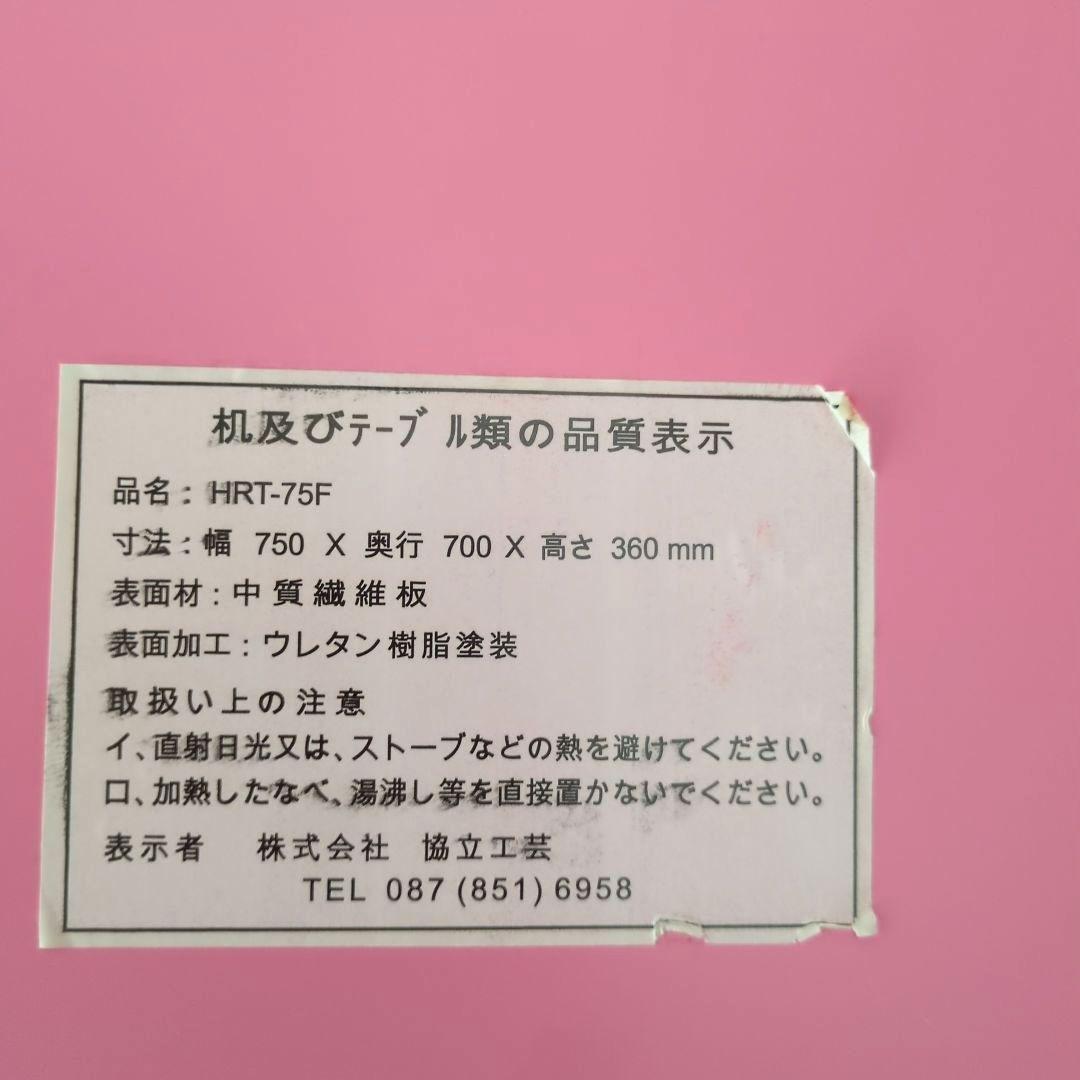 机及びﾃｰﾌﾞﾙ類の品質表示
品名：HRT-75F
寸法：幅 750 X 奥行 700 X 高さ 360 mm
表面材：中質繊維板
表面加工：ウレタン樹脂塗装
取扱い上の注意
イ、直射日光又は、ストーブなどの熱を避けてください。
ロ、加熱したなべ、湯沸し等を直接置かないでください。
表示者 株式会社 協立工芸
TEL 087 (851) 6958